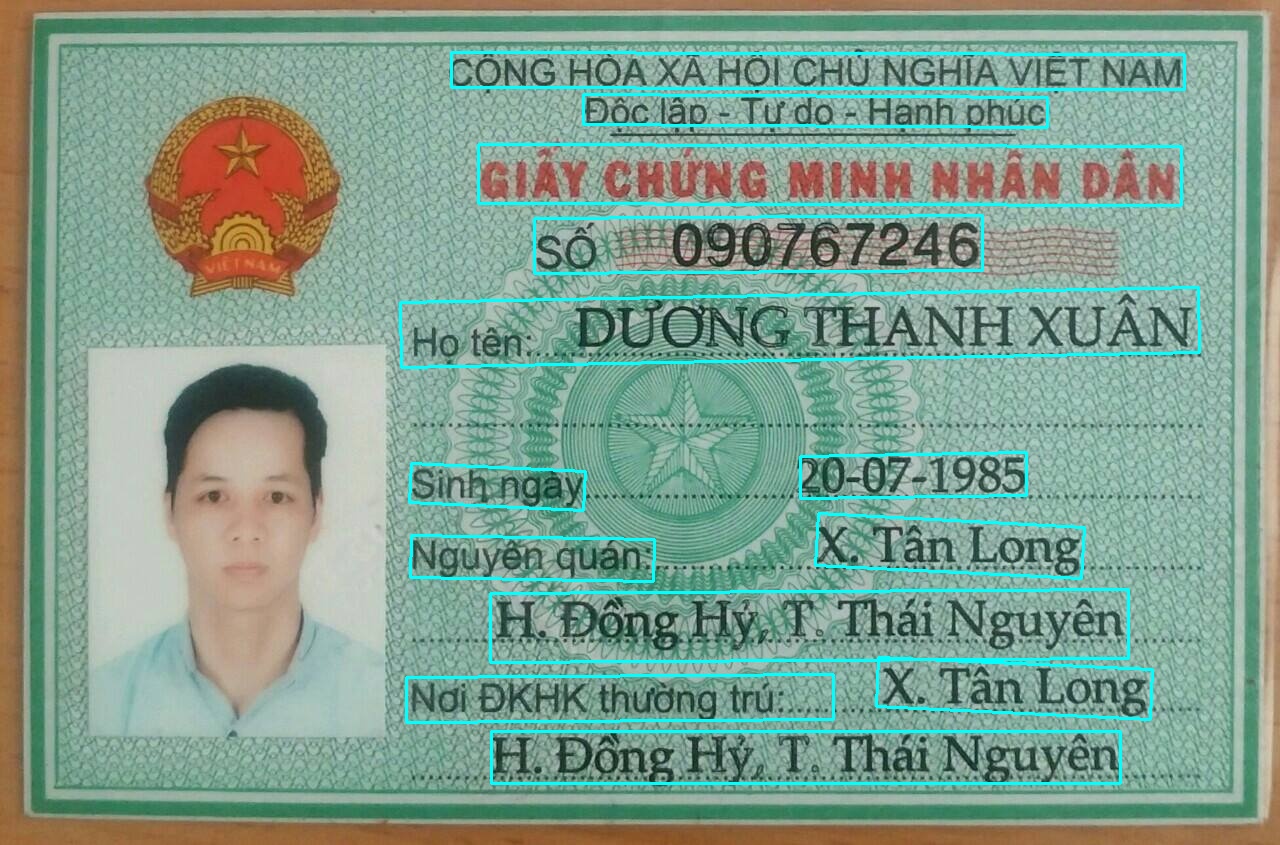 CỘNG HÒA XÃ HỘI CHỦ NGHĨA VIỆT NAM
Độc lập - Tự do - Hạnh phúc
GIẤY CHỨNG MINH NHÂN DÂN
SỐ 090767246
VIỆT NAM
Họ tên: DƯƠNG THANH XUÂN
Sinh ngày 20-07-1985
Nguyên quán: X. Tân Long
H. Đồng Hỷ, T. Thái Nguyên
Nơi ĐKHK thường trú: X. Tân Long
H. Đồng Hỷ, T. Thái Nguyên